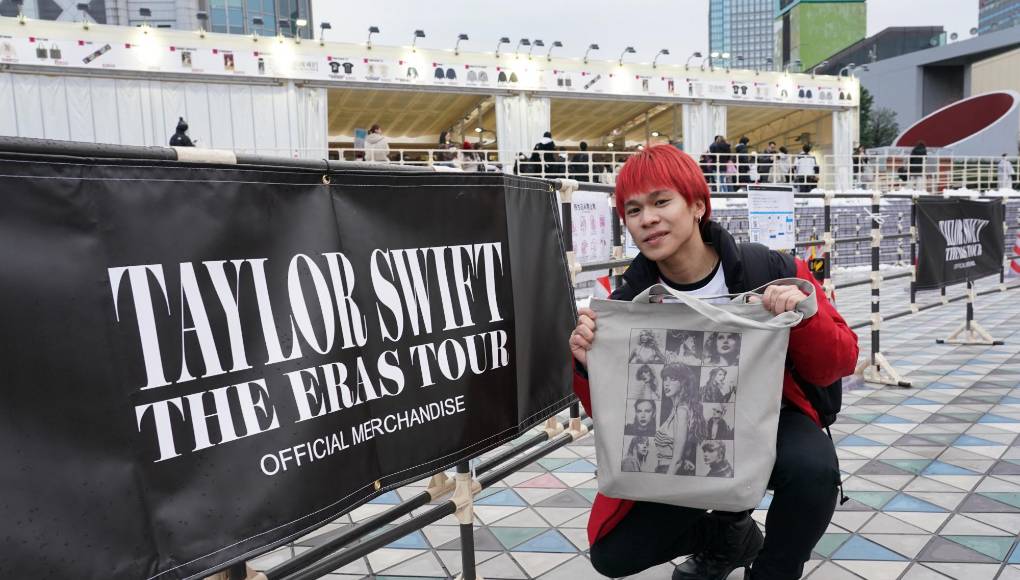 TAYLOR SWIFT
THE ERAS TOUR
OFFICIAL MERCHANDISE
TAYLOR SWIFT
THE ERAS TOUR
OFFICIAL MERCHANDISE